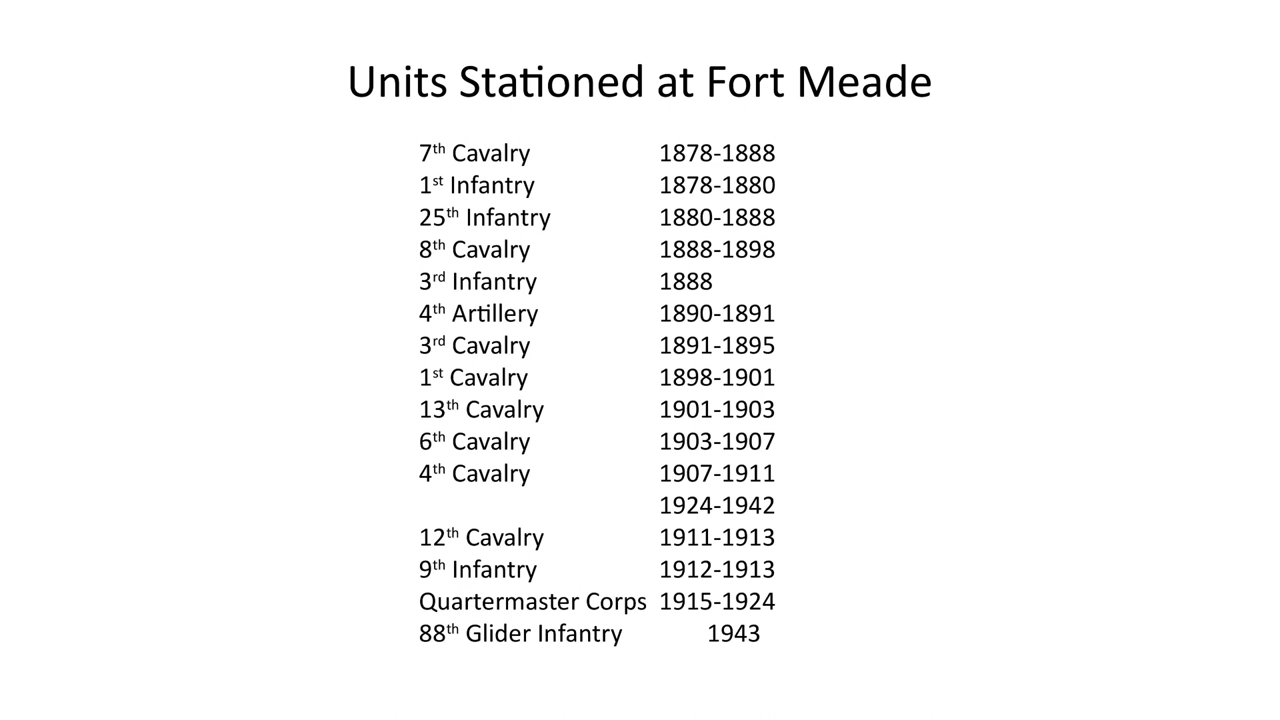 Units Stationed at Fort Meade
7th Cavalry 1878-1888
1st Infantry 1878-1880
25th Infantry 1880-1888
8th Cavalry 1888-1898
3rd Infantry 1888
4th Artillery 1890-1891
3rd Cavalry 1891-1895
1st Cavalry 1898-1901
13th Cavalry 1901-1903
6th Cavalry 1903-1907
4th Cavalry 1907-1911
1924-1942
12th Cavalry 1911-1913
9th Infantry 1912-1913
Quartermaster Corps 1915-1924
88th Glider Infantry 1943